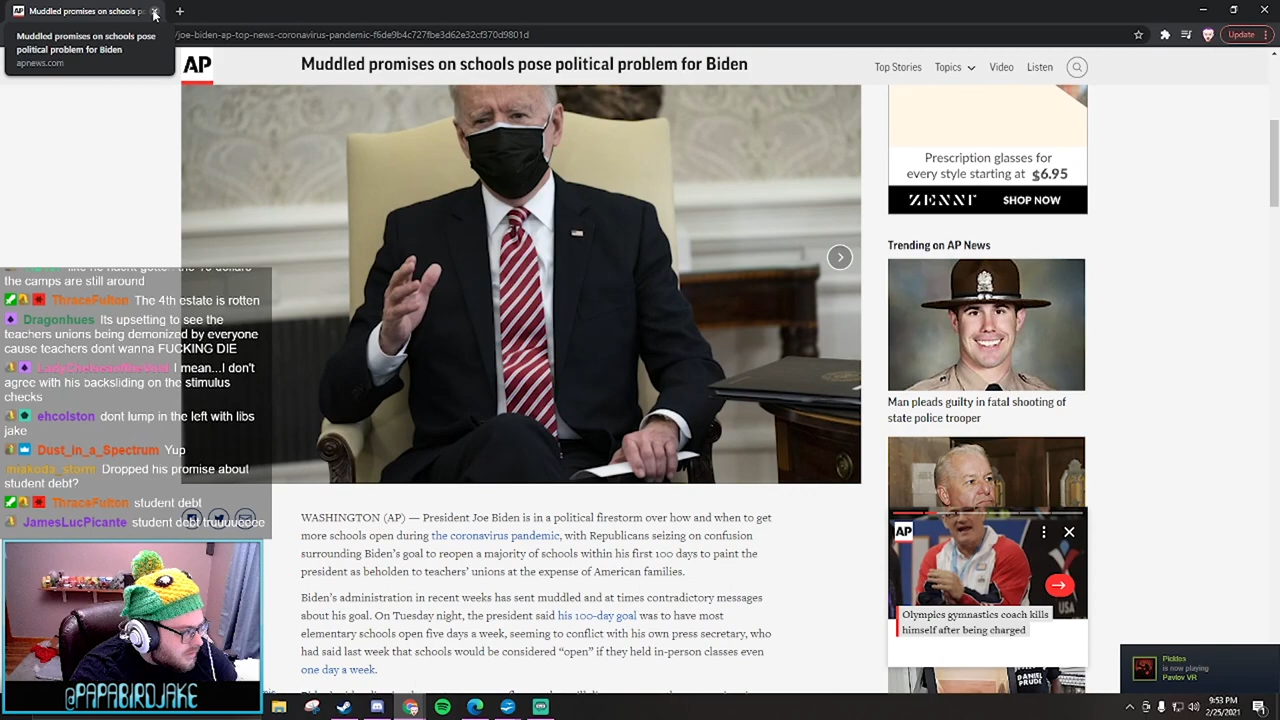 Muddled promises on schools po
/joe-biden-ap-top-news-coronavirus-pandemic-f6de9b4c727fbe3d62e32cf370d9801d
Update
Muddled promises on schools pose
political problem for Biden
apnews.com
AP
Muddled promises on schools pose political problem for Biden
Top Stories
Topics
Video
Listen
Prescription glasses for
every style starting at $6.95
ZENNI
SHOP NOW
Trending on AP News
Man pleads guilty in fatal shooting of
state police trooper
AP
USA
Olympics gymnastics coach kills
himself after being charged
DANIEL
PRUDE
the camps are still around
ThraceFulton The 4th estate is rotten
Dragonhues Its upsetting to see the
teachers unions being demonized by everyone
cause teachers dont wanna FUCKING DIE
I mean...I don't
agree with his backsliding on the stimulus
checks
ehcolston dont lump in the left with libs
jake
Dust_in_a_Spectrum Yup
miakoda_storm Dropped his promise about
student debt?
ThraceFulton student debt
JamesLucPicante student debt truuuueeee
@PAPABIRDJAKE
WASHINGTON (AP) — President Joe Biden is in a political firestorm over how and when to get
more schools open during the coronavirus pandemic, with Republicans seizing on confusion
surrounding Biden's goal to reopen a majority of schools within his first 100 days to paint the
president as beholden to teachers' unions at the expense of American families.
Biden's administration in recent weeks has sent muddled and at times contradictory messages
about his goal. On Tuesday night, the president said his 100-day goal was to have most
elementary schools open five days a week, seeming to conflict with his own press secretary, who
had said last week that schools would be considered "open" if they held in-person classes even
one day a week.
Pickles
is now playing
Pavlov VR
9:53 PM
2/25/2021